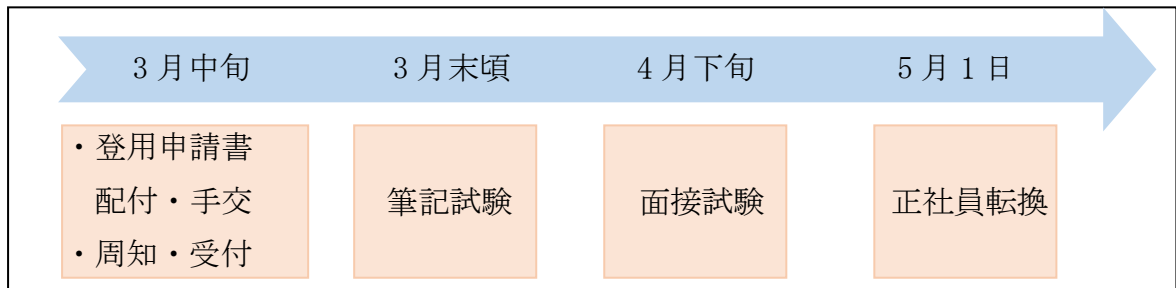 3月中旬
3月末頃
4月下旬
5月1日
・登用申請書
配付・手交
・周知・受付
筆記試験
面接試験
正社員転換